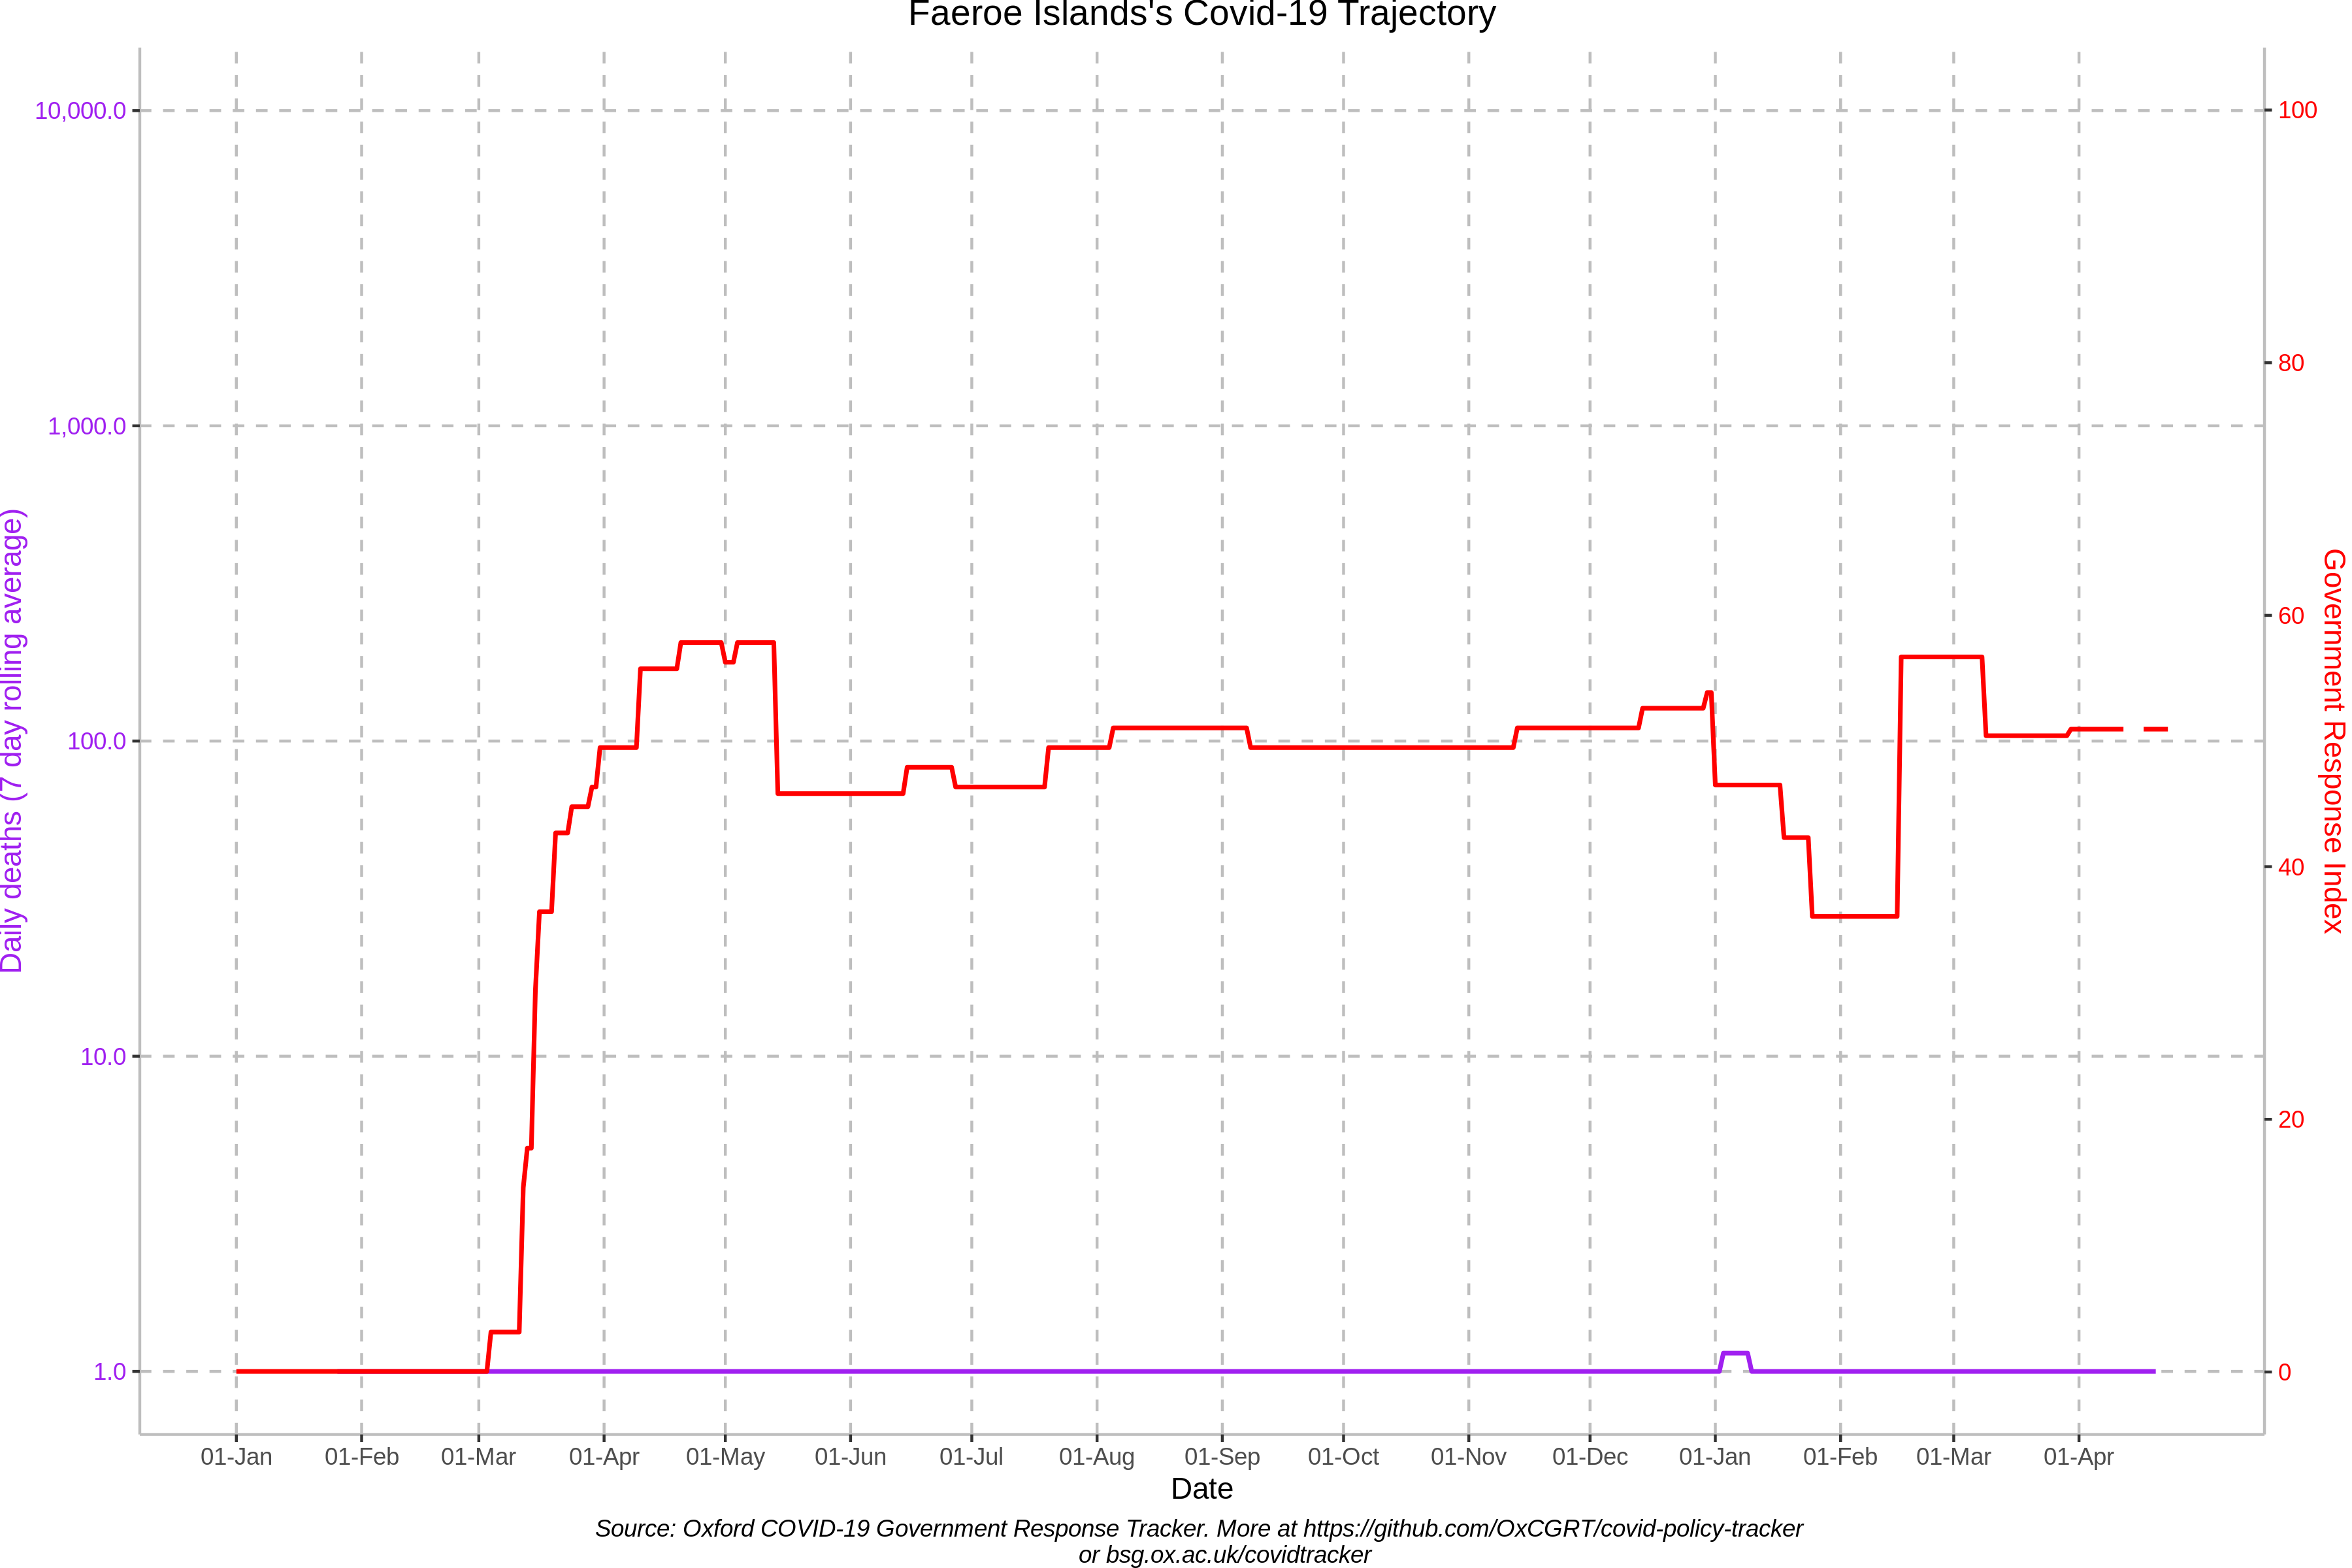 Faeroe Islands's Covid-19 Trajectory
10,000.0
1,000.0
100.0
10.0
1.0
Daily deaths (7 day rolling average)
100
80
60
40
20
0
Government Response Index
01-Jan 01-Feb 01-Mar 01-Apr 01-May 01-Jun 01-Jul 01-Aug 01-Sep 01-Oct 01-Nov 01-Dec 01-Jan 01-Feb 01-Mar 01-Apr
Date
Source: Oxford COVID-19 Government Response Tracker. More at https://github.com/OxCGRT/covid-policy-tracker
or bsg.ox.ac.uk/covidtracker